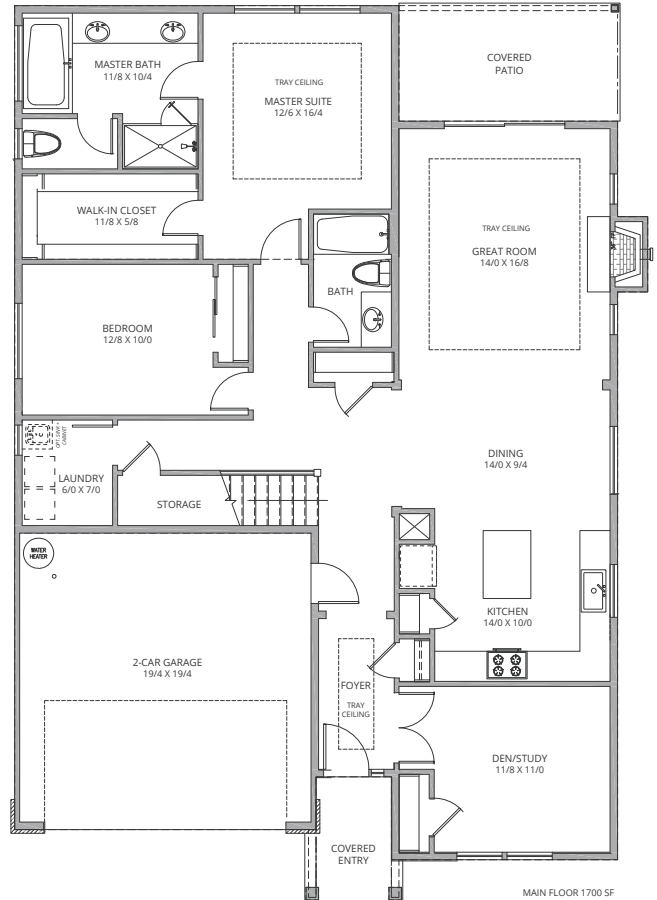 MASTER BATH
11/8 X 10/4
TRAY CEILING
MASTER SUITE
12/6 X 16/4
COVERED
PATIO
WALK-IN CLOSET
11/8 X 5/8
TRAY CEILING
GREAT ROOM
14/0 X 16/8
BATH
BEDROOM
12/8 X 10/0
OPT. SINK +
CABINET
LAUNDRY
6/0 X 7/0
STORAGE
DINING
14/0 X 9/4
WATER
HEATER
KITCHEN
14/0 X 10/0
2-CAR GARAGE
19/4 X 19/4
FOYER
TRAY
CEILING
DEN/STUDY
11/8 X 11/0
COVERED
ENTRY
MAIN FLOOR 1700 SF